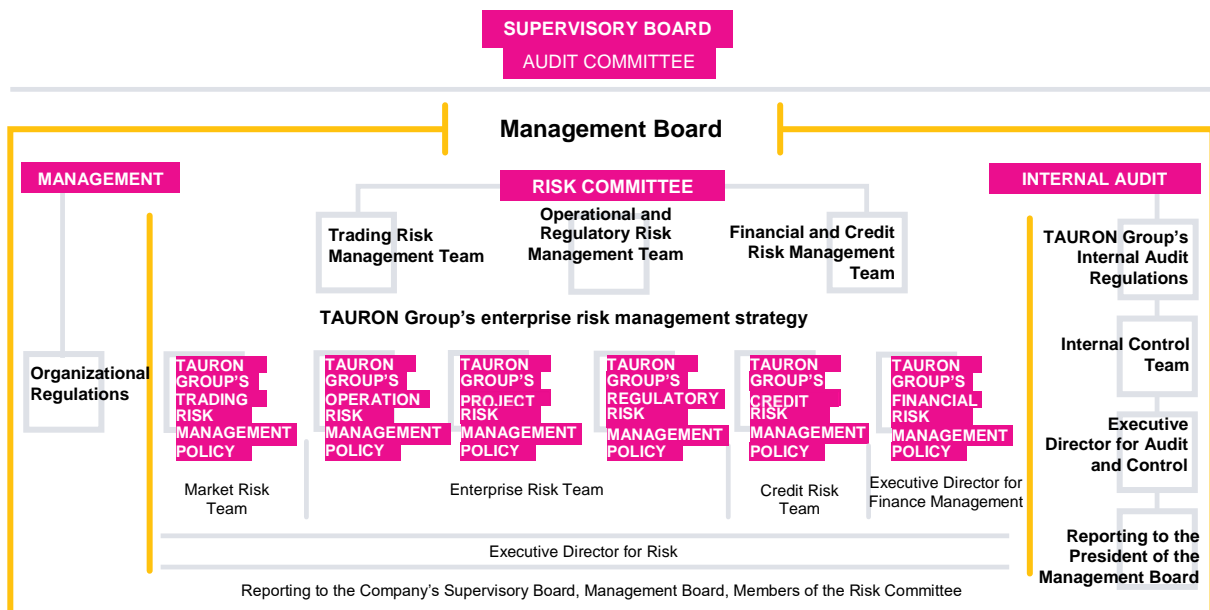 SUPERVISORY BOARD
AUDIT COMMITTEE
Management Board
MANAGEMENT
RISK COMMITTEE
INTERNAL AUDIT
Trading Risk
Management Team
Operational and
Regulatory Risk
Management Team
Financial and Credit
Risk Management
Team
TAURON Group's
Internal Audit
Regulations
TAURON Group's enterprise risk management strategy
Organizational
Regulations
TAURON
GROUP'S
TRADING
RISK
MANAGEMENT
POLICY
TAURON
GROUP'S
OPERATION
RISK
MANAGEMENT
POLICY
TAURON
GROUP'S
PROJECT
RISK
MANAGEMENT
POLICY
TAURON
GROUP'S
REGULATORY
RISK
MANAGEMENT
POLICY
TAURON
GROUP'S
CREDIT
RISK
MANAGEMENT
POLICY
TAURON
GROUP'S
FINANCIAL
RISK
MANAGEMENT
POLICY
Internal Control
Team
Executive
Director for Audit
and Control
Market Risk
Team
Enterprise Risk Team
Credit Risk
Team
Executive Director for
Finance Management
Executive Director for Risk
Reporting to the
President of the
Management Board
Reporting to the Company's Supervisory Board, Management Board, Members of the Risk Committee